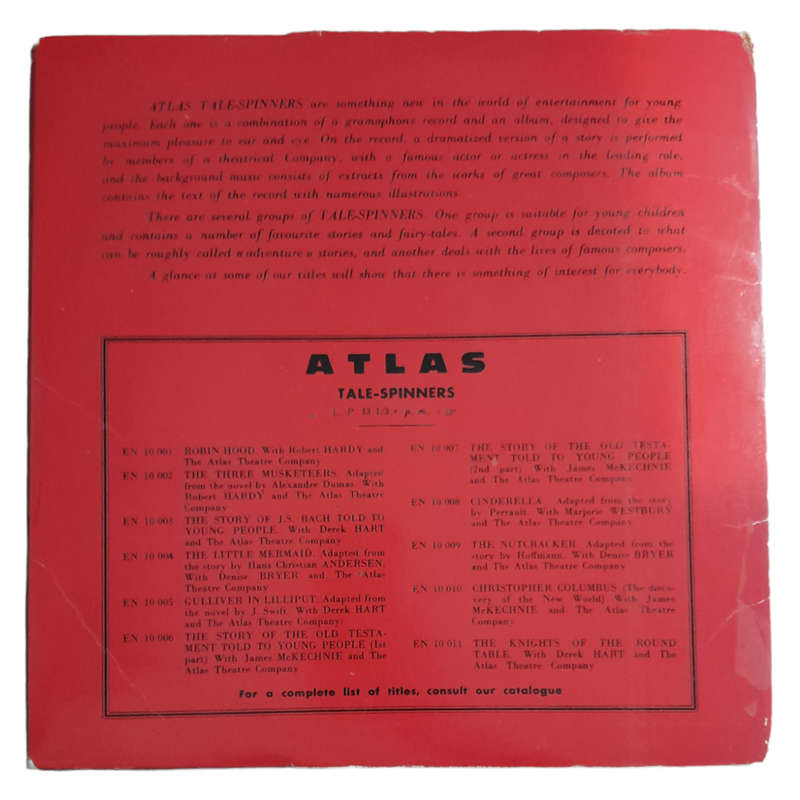 ATLAS TALE-SPINNERS are something new in the world of entertainment for young
people. Each one is a combination of a gramophone record and an album, designed to give the
maximum pleasure to ear and eye. On the record, a dramatized version of a story is performed
by members of a theatrical Company, with a famous actor or actress in the leading role,
and the background music consists of extracts from the works of great composers. The album
contains the text of the record with numerous illustrations.
There are several groups of TALE-SPINNERS. One group is suitable for young children
and contains a number of favourite stories and fairy-tales. A second group is decoted to what
can be roughly called « adventure » stories, and another deals with the lives of famous composers.
A glance at some of our titles will show that there is something of interest for everybody.
ATLAS
TALE-SPINNERS
L. P. 33 1/3 r. p. m.
EN 10 001 ROBIN HOOD. With Robert HARDY and
The Atlas Theatre Company
EN 10 002 THE THREE MUSKETEERS. Adapted
from the novel by Alexandre Dumas. With
Robert HARDY and The Atlas Theatre
Company
EN 10 003 THE STORY OF J.S. BACH TOLD TO
YOUNG PEOPLE. With Derek HART
and The Atlas Theatre Company
EN 10 004 THE LITTLE MERMAID. Adapted from
the story by Hans Christian ANDERSEN.
With Denise BRYER and The Atlas
Theatre Company
EN 10 005 GULLIVER IN LILLIPUT. Adapted from
the novel by J. Swift. With Derek HART
and The Atlas Theatre Company
EN 10 006 THE STORY OF THE OLD TESTA-
MENT TOLD TO YOUNG PEOPLE (1st
part) With James McKECHNIE and The
Atlas Theatre Company
EN 10 007 THE STORY OF THE OLD TESTA-
MENT TOLD TO YOUNG PEOPLE
(2nd part) With James McKECHNIE
and The Atlas Theatre Company
EN 10 008 CINDERELLA. Adapted from the story
by Perrault. With Marjorie WESTBURY
and The Atlas Theatre Company
EN 10 009 THE NUTCRACKER. Adapted from the
story by Hoffmann. With Denise BRYER
and The Atlas Theatre Company
EN 10 010 CHRISTOPHER COLUMBUS (The disco-
very of the New World) With James
McKECHNIE and The Atlas Theatre
Company
EN 10 011 THE KNIGHTS OF THE ROUND
TABLE. With Derek HART and The
Atlas Theatre Company
For a complete list of titles, consult our catalogue